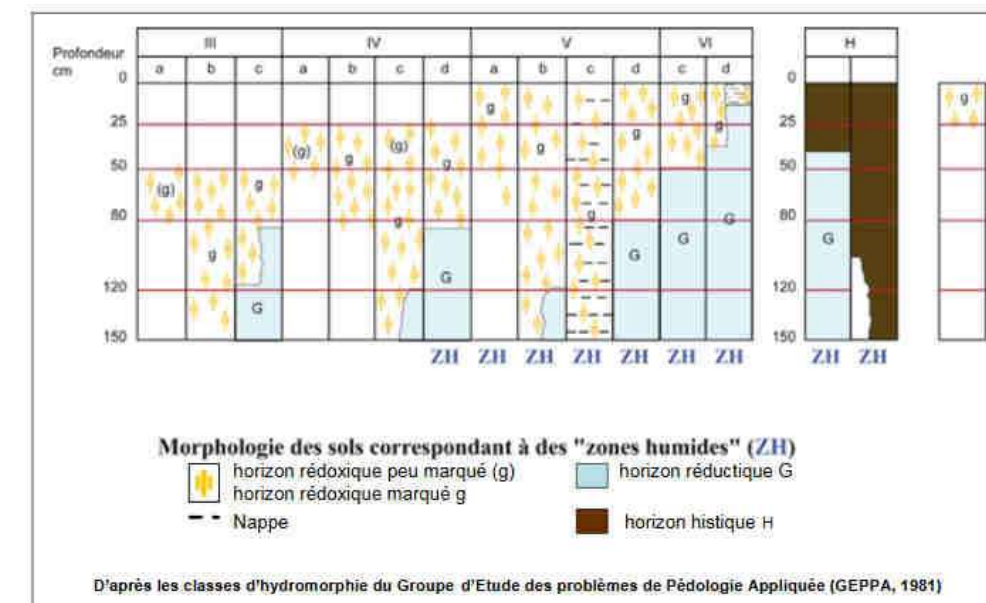 III IV V VI H
Profondeur
cm
a b c a b c d a b c d c d
0 0
25 25
50 50
80 80
120 120
150 150
(g) g g G (g) g (g) g g G g g g g G g G g G G g
ZH ZH ZH ZH ZH ZH ZH ZH ZH
Morphologie des sols correspondant à des "zones humides" (ZH)
horizon rédoxique peu marqué (g) horizon réductique G
horizon rédoxique marqué g
Nappe horizon histique H
D'après les classes d'hydromorphie du Groupe d'Etude des problèmes de Pédologie Appliquée (GEPPA, 1981)